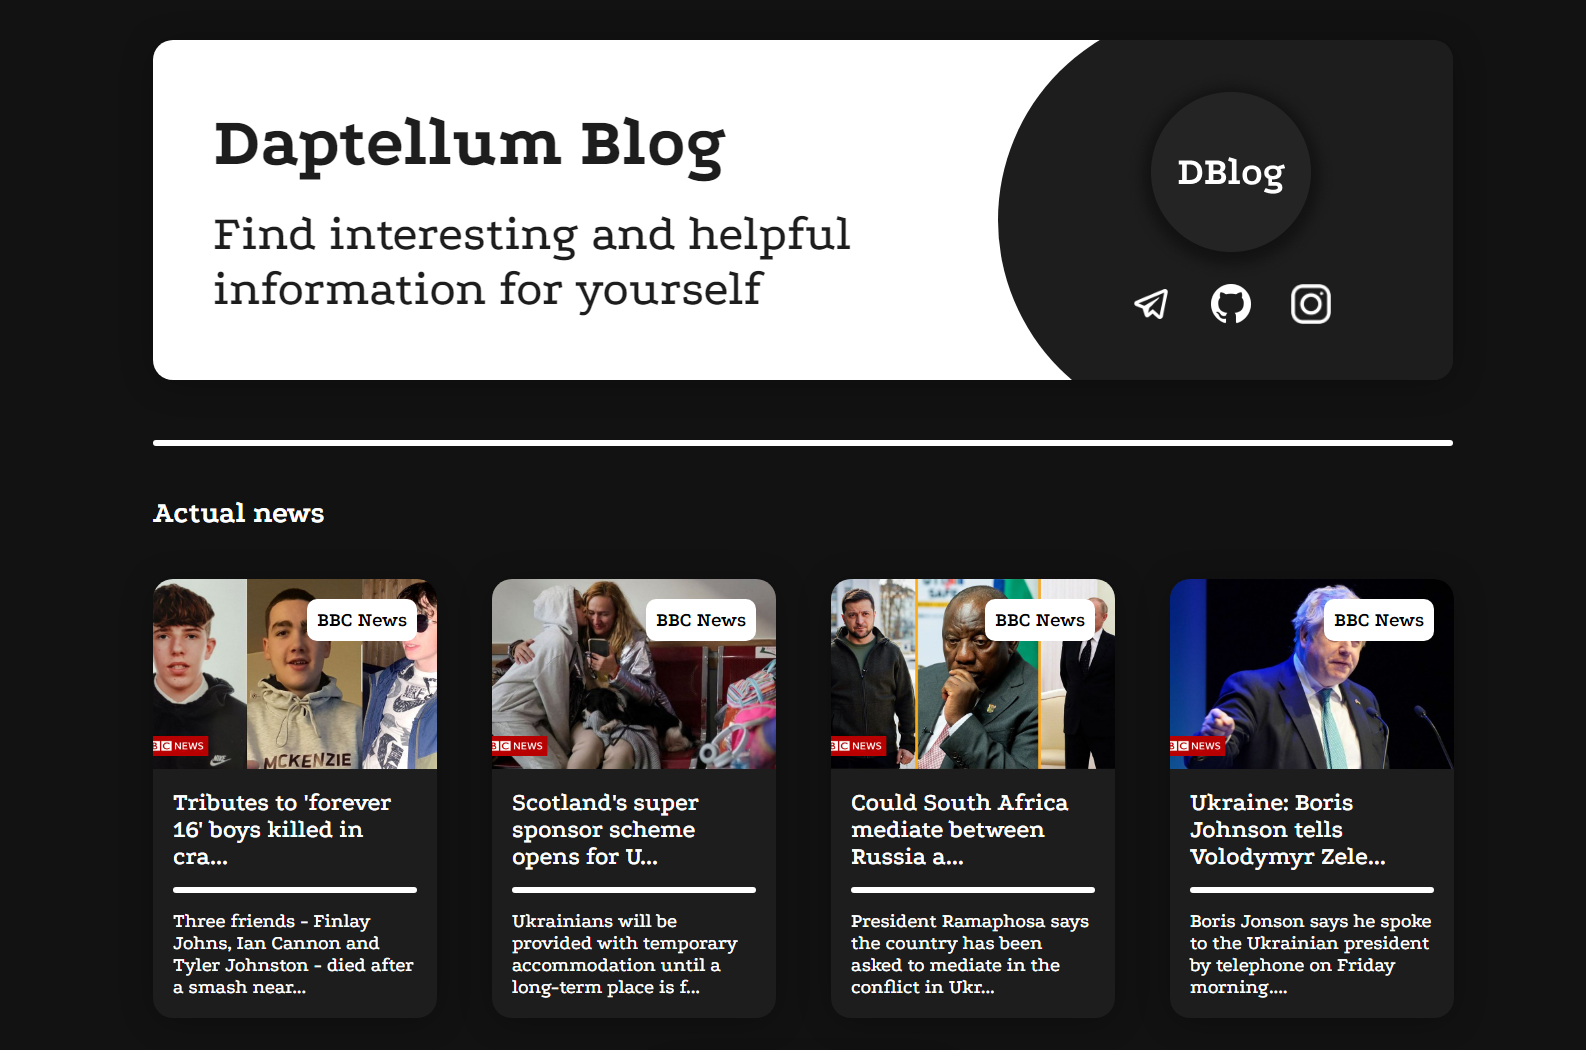 Daptellum Blog
Find interesting and helpful
information for yourself
DBlog
Actual news
BBC News
MCKENZIE
BBC NEWS
Tributes to 'forever
16' boys killed in
cra...
Three friends - Finlay
Johns, Ian Cannon and
Tyler Johnston - died after
a smash near...
BBC News
BBC NEWS
Scotland's super
sponsor scheme
opens for U...
Ukrainians will be
provided with temporary
accommodation until a
long-term place is f...
BBC News
BBC NEWS
Could South Africa
mediate between
Russia a...
President Ramaphosa says
the country has been
asked to mediate in the
conflict in Ukr...
BBC News
BBC NEWS
Ukraine: Boris
Johnson tells
Volodymyr Zele...
Boris Jonson says he spoke
to the Ukrainian president
by telephone on Friday
morning....